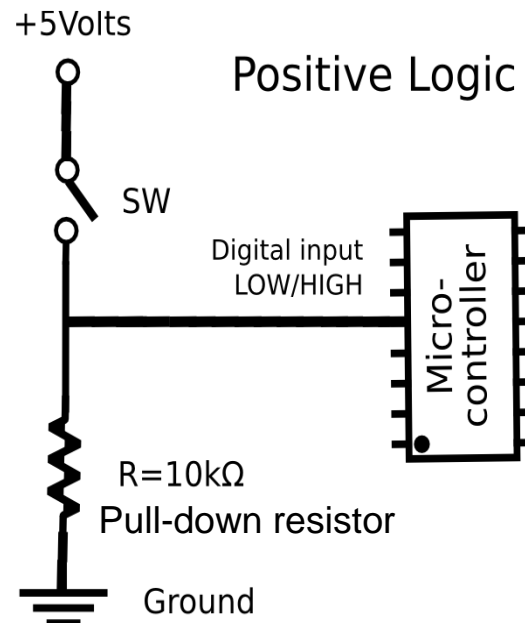 +5Volts
Positive Logic
SW
Digital input
LOW/HIGH
Micro-
controller
R=10kΩ
Pull-down resistor
Ground